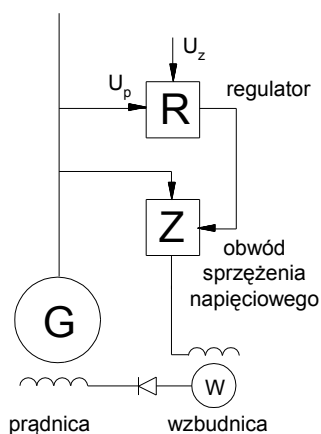 U_z
U_p
R
regulator
Z
obwód
sprzężenia
napięciowego
G
W
prądnica
wzbudnica